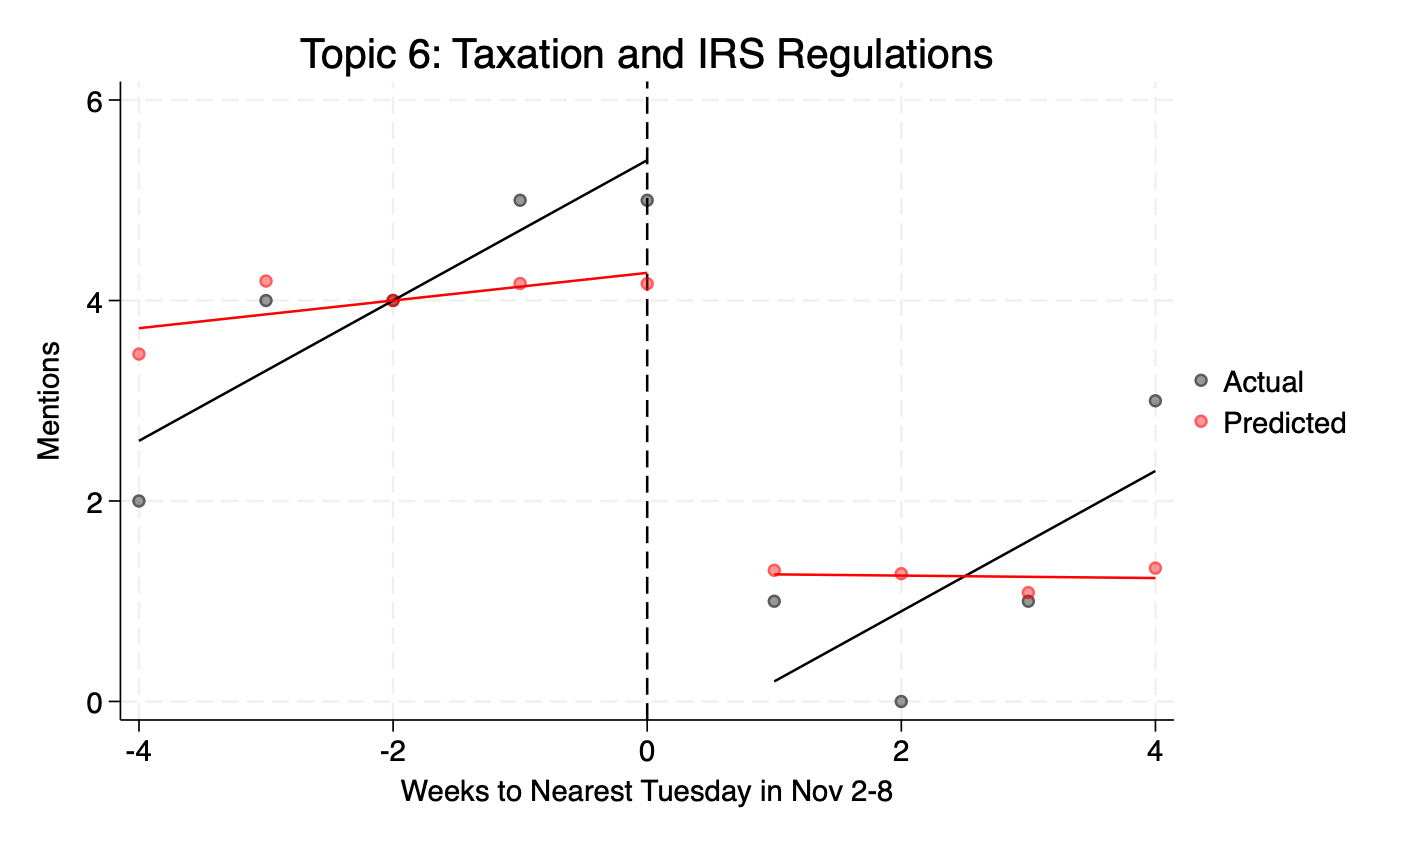 Topic 6: Taxation and IRS Regulations
6
4
2
0
Mentions
-4
-2
0
2
4
Weeks to Nearest Tuesday in Nov 2-8
Actual
Predicted